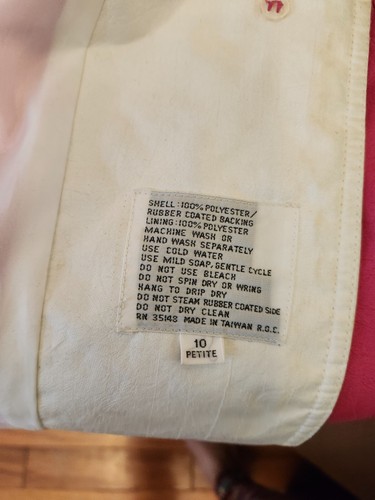 SHELL: 100% POLYESTER/
RUBBER COATED BACKING
LINING: 100% POLYESTER
MACHINE WASH OR
HAND WASH SEPARATELY
USE COLD WATER
USE MILD SOAP, GENTLE CYCLE
DO NOT USE BLEACH
DO NOT SPIN DRY OR WRING
HANG TO DRIP DRY
DO NOT STEAM RUBBER COATED SIDE
DO NOT DRY CLEAN
RN 35148 MADE IN TAIWAN R.O.C.
10
PETITE